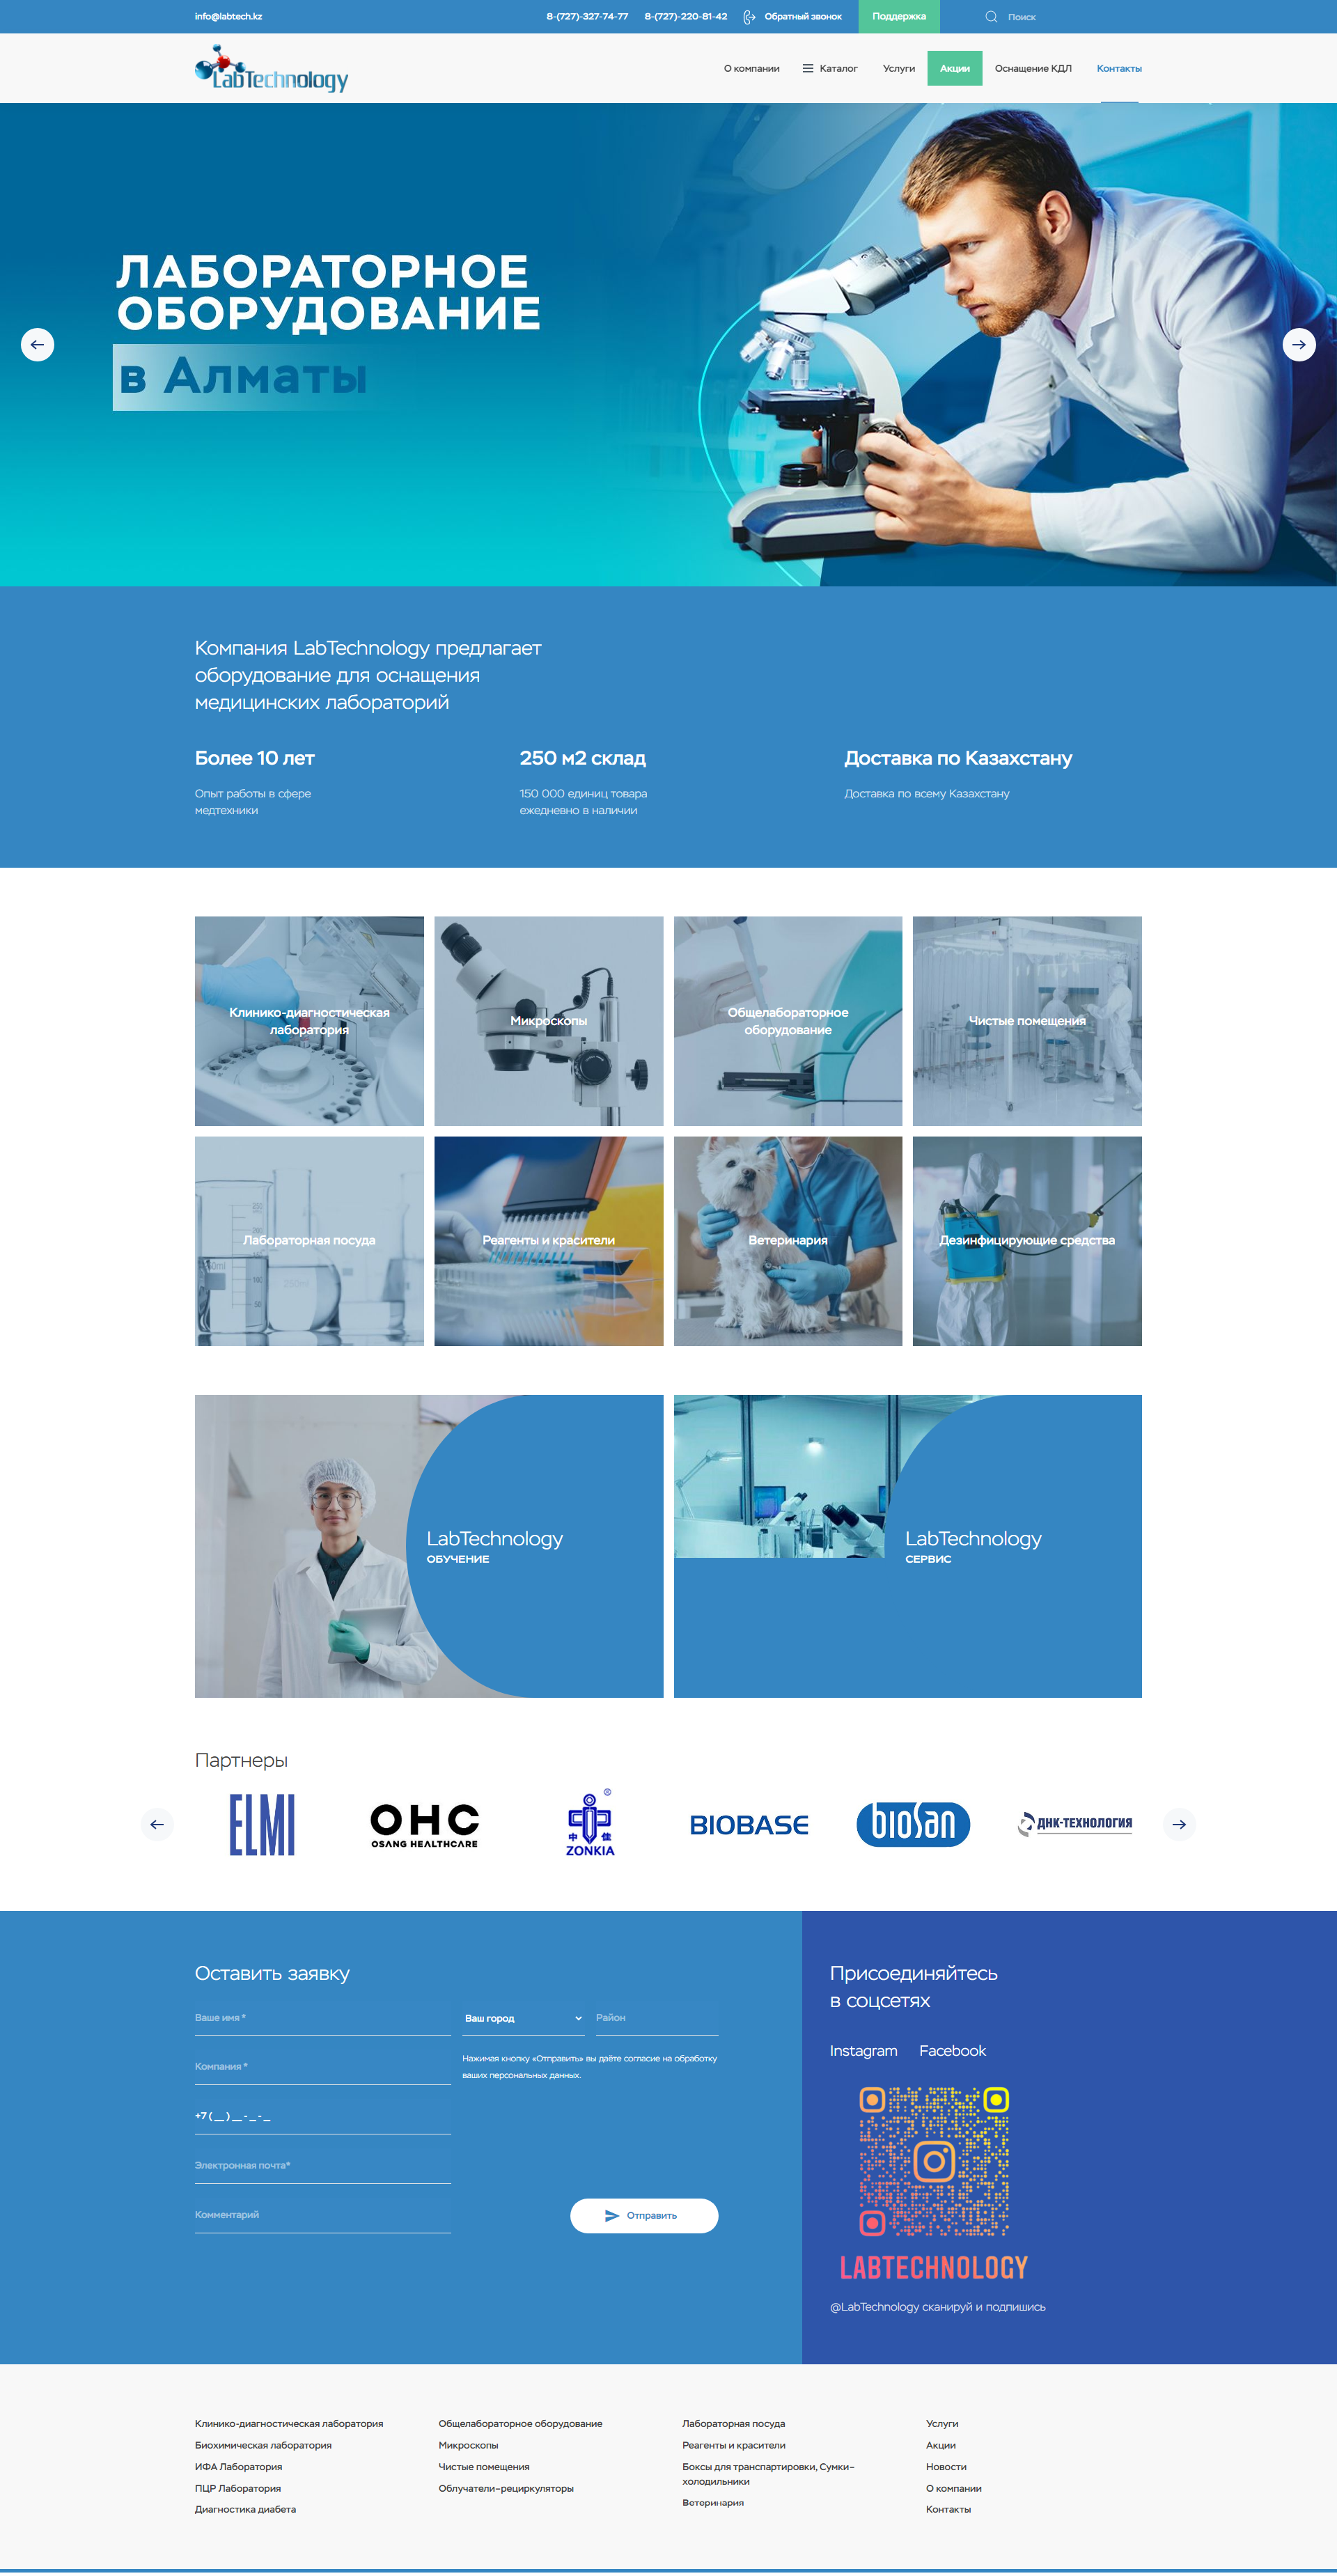 info@labtech.kz
8-(727)-327-74-77
8-(727)-220-81-42
Обратный звонок
Поддержка
Поиск
LabTechnology
О компании
Каталог
Услуги
Акции
Оснащение КДЛ
Контакты
ЛАБОРАТОРНОЕ
ОБОРУДОВАНИЕ
в Алматы
Компания LabTechnology предлагает
оборудование для оснащения
медицинских лабораторий
Более 10 лет
Опыт работы в сфере
медтехники
250 м2 склад
150 000 единиц товара
ежедневно в наличии
Доставка по Казахстану
Доставка по всему Казахстану
Клинико-диагностическая
лаборатория
Микроскопы
Общелабораторное
оборудование
Чистые помещения
Лабораторная посуда
Реагенты и красители
Ветеринария
Дезинфицирующие средства
LabTechnology
ОБУЧЕНИЕ
LabTechnology
СЕРВИС
Партнеры
ELMI
OHC
OSANG HEALTHCARE
®
中 佳
ZONKIA
BIOBASE
biosan
ДНК-ТЕХНОЛОГИЯ
Оставить заявку
Ваше имя *
Ваш город
Район
Компания *
Нажимая кнопку «Отправить» вы даёте согласие на обработку
ваших персональных данных.
+7 ( __ ) __ - _ - _
Электронная почта*
Комментарий
Отправить
Присоединяйтесь
в соцсетях
Instagram
Facebook
LABTECHNOLOGY
@LabTechnology сканируй и подпишись
Клинико-диагностическая лаборатория
Биохимическая лаборатория
ИФА Лаборатория
ПЦР Лаборатория
Диагностика диабета
Общелабораторное оборудование
Микроскопы
Чистые помещения
Облучатели-рециркуляторы
Лабораторная посуда
Реагенты и красители
Боксы для транспартировки, Сумки-
холодильники
Ветеринария
Услуги
Акции
Новости
О компании
Контакты